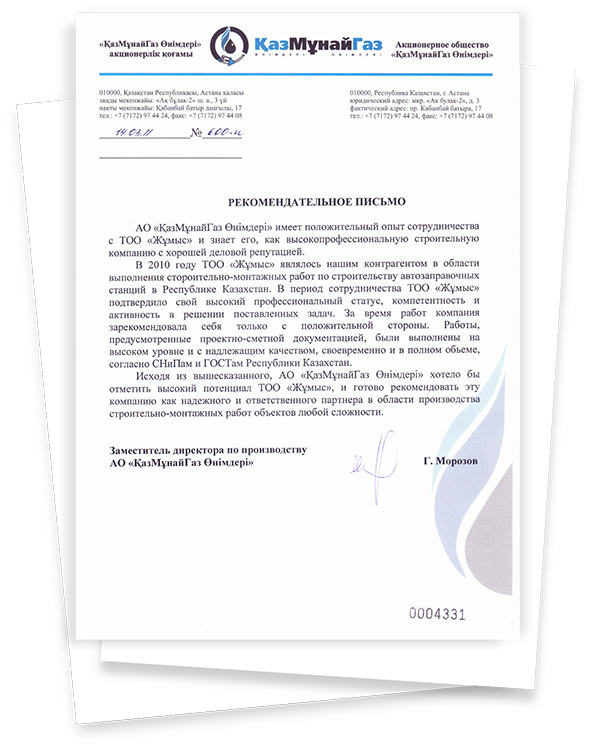 «ҚазМұнайГаз Өнімдері»
акционерлік қоғамы
ҚазМұнайГаз
ӨНІМДЕРІ ӨНІМДЕРІ
Акционерное общество
«ҚазМұнайГаз Өнімдері»
010000, Қазақстан Республикасы, Астана қаласы
заңды мекенжайы: «Ақ бұлақ-2» ш. а., 3 үй
нақты мекенжайы: Қабанбай батыр даңғылы, 17
тел.: +7 (7172) 97 44 24, факс: +7 (7172) 97 44 08
010000, Республика Казахстан, г. Астана
юридический адрес: мкр. «Ак булак-2», д. 3
фактический адрес: пр. Кабанбай батыра, 17
тел.: +7 (7172) 97 44 24, факс: +7 (7172) 97 44 08
14.03.11 № 600-и
РЕКОМЕНДАТЕЛЬНОЕ ПИСЬМО
АО «ҚазМұнайГаз Өнімдері» имеет положительный опыт сотрудничества
с ТОО «Жұмыс» и знает его, как высокопрофессиональную строительную
компанию с хорошей деловой репутацией.
В 2010 году ТОО «Жұмыс» являлось нашим контрагентом в области
выполнения стороительно-монтажных работ по строительству автозаправочных
станций в Республике Казахстан. В период сотрудничества ТОО «Жұмыс»
подтвердило свой высокий профессиональный статус, компетентность и
активность в решении поставленных задач. За время работ компания
зарекомендовала себя только с положительной стороны. Работы,
предусмотренные проектно-сметной документацией, были выполнены на
высоком уровне и с надлежащим качеством, своевременно и в полном обьеме,
согласно СНиПам и ГОСТам Республики Казахстан.
Исходя из вышесказанного, АО «ҚазМұнайГаз Өнімдері» хотело бы
отметить высокий потенциал ТОО «Жұмыс», и готово рекомендовать эту
компанию как надежного и ответственного партнера в области производства
строительно-монтажных работ объектов любой сложности.
Заместитель директора по производству
АО «ҚазМұнайГаз Өнімдері»
Г. Морозов
0004331